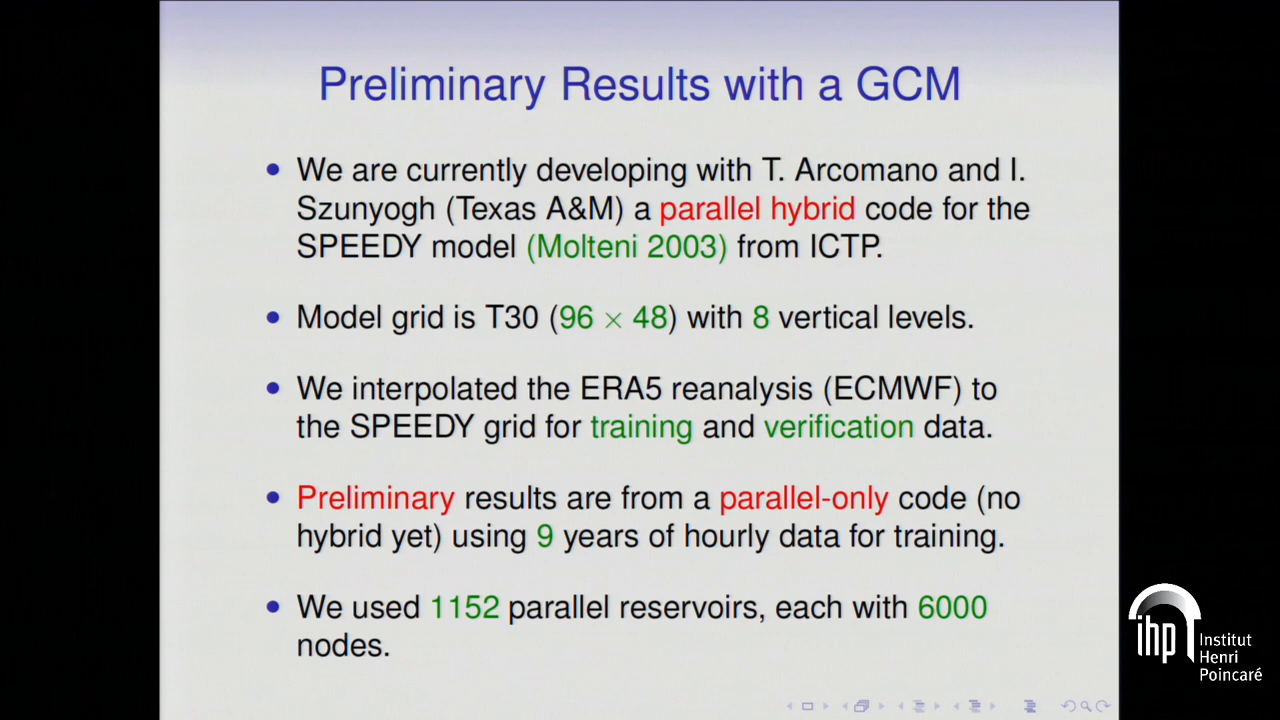 Preliminary Results with a GCM
We are currently developing with T. Arcomano and I.
Szunyogh (Texas A&M) a parallel hybrid code for the
SPEEDY model (Molteni 2003) from ICTP.
Model grid is T30 (96 × 48) with 8 vertical levels.
We interpolated the ERA5 reanalysis (ECMWF) to
the SPEEDY grid for training and verification data.
Preliminary results are from a parallel-only code (no
hybrid yet) using 9 years of hourly data for training.
We used 1152 parallel reservoirs, each with 6000
nodes.
ihp
Institut
Henri
Poincaré